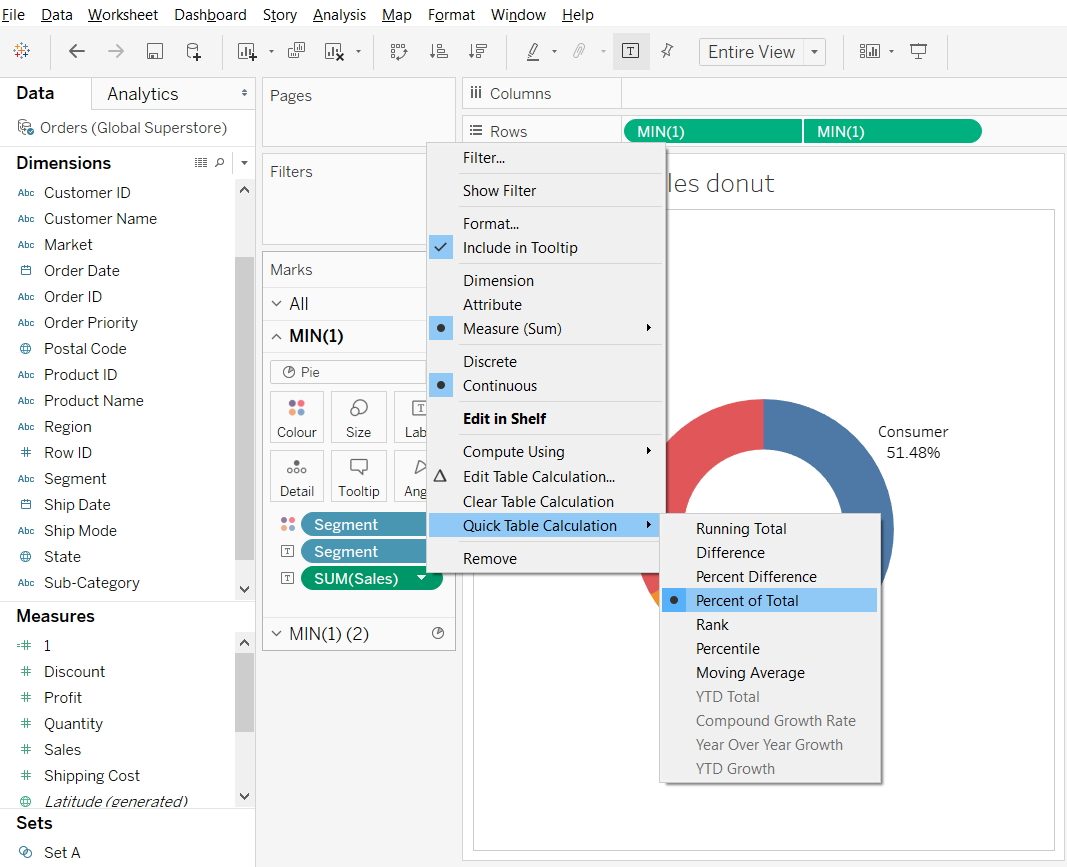 File Data Worksheet Dashboard Story Analysis Map Format Window Help
T Entire View
Data Analytics
Orders (Global Superstore)
Dimensions
Abc Customer ID
Abc Customer Name
Abc Market
Order Date
Abc Order ID
Abc Order Priority
Postal Code
Abc Product ID
Abc Product Name
Abc Region
# Row ID
Abc Segment
Ship Date
Abc Ship Mode
State
Abc Sub-Category
Measures
=# 1
# Discount
# Profit
# Quantity
# Sales
# Shipping Cost
Latitude (generated)
Sets
Set A
Pages
Filters
Marks
All
MIN(1)
Pie
Colour Size Lab
Detail Tooltip Ang
Segment
T Segment
T SUM(Sales)
MIN(1) (2)
Columns
Rows MIN(1) MIN(1)
les donut
Consumer
51.48%
Filter...
Show Filter
Format...
Include in Tooltip
Dimension
Attribute
Measure (Sum)
Discrete
Continuous
Edit in Shelf
Compute Using
Edit Table Calculation...
Clear Table Calculation
Quick Table Calculation
Remove
Running Total
Difference
Percent Difference
Percent of Total
Rank
Percentile
Moving Average
YTD Total
Compound Growth Rate
Year Over Year Growth
YTD Growth